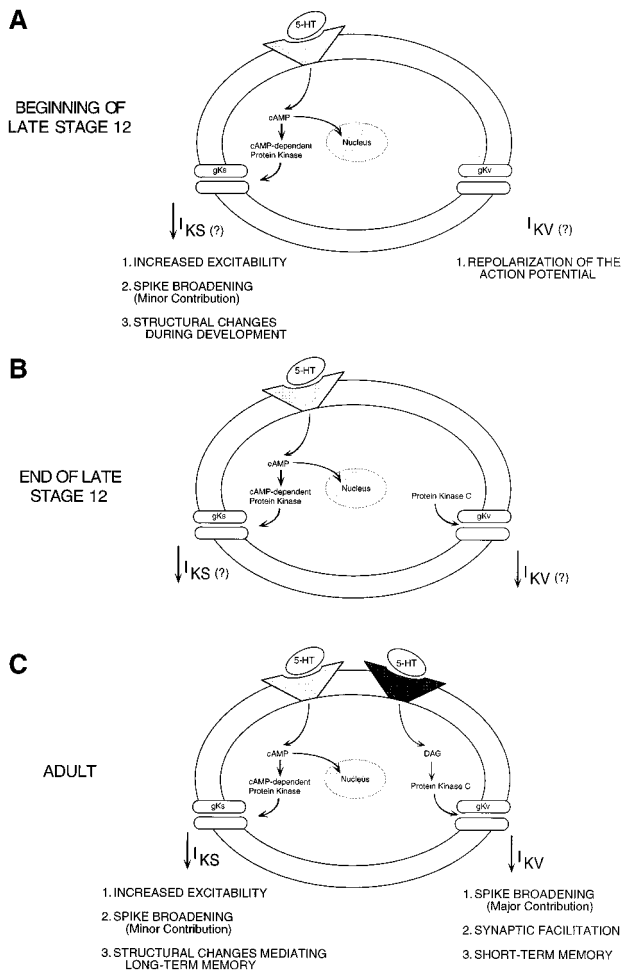 A
5-HT
BEGINNING OF
LATE STAGE 12
cAMP
cAMP-dependent
Protein Kinase
Nucleus
gKs
gKv
IKS (?)
IKV (?)
1. INCREASED EXCITABILITY
2. SPIKE BROADENING
(Minor Contribution)
3. STRUCTURAL CHANGES
DURING DEVELOPMENT
1. REPOLARIZATION OF THE
ACTION POTENTIAL
B
5-HT
END OF LATE
STAGE 12
cAMP
cAMP-dependent
Protein Kinase
Nucleus
Protein Kinase C
gKs
gKv
IKS (?)
IKV (?)
C
5-HT
5-HT
ADULT
cAMP
cAMP-dependent
Protein Kinase
Nucleus
DAG
Protein Kinase C
gKs
gKv
IKS
IKV
1. INCREASED EXCITABILITY
2. SPIKE BROADENING
(Minor Contribution)
3. STRUCTURAL CHANGES MEDIATING
LONG-TERM MEMORY
1. SPIKE BROADENING
(Major Contribution)
2. SYNAPTIC FACILITATION
3. SHORT-TERM MEMORY